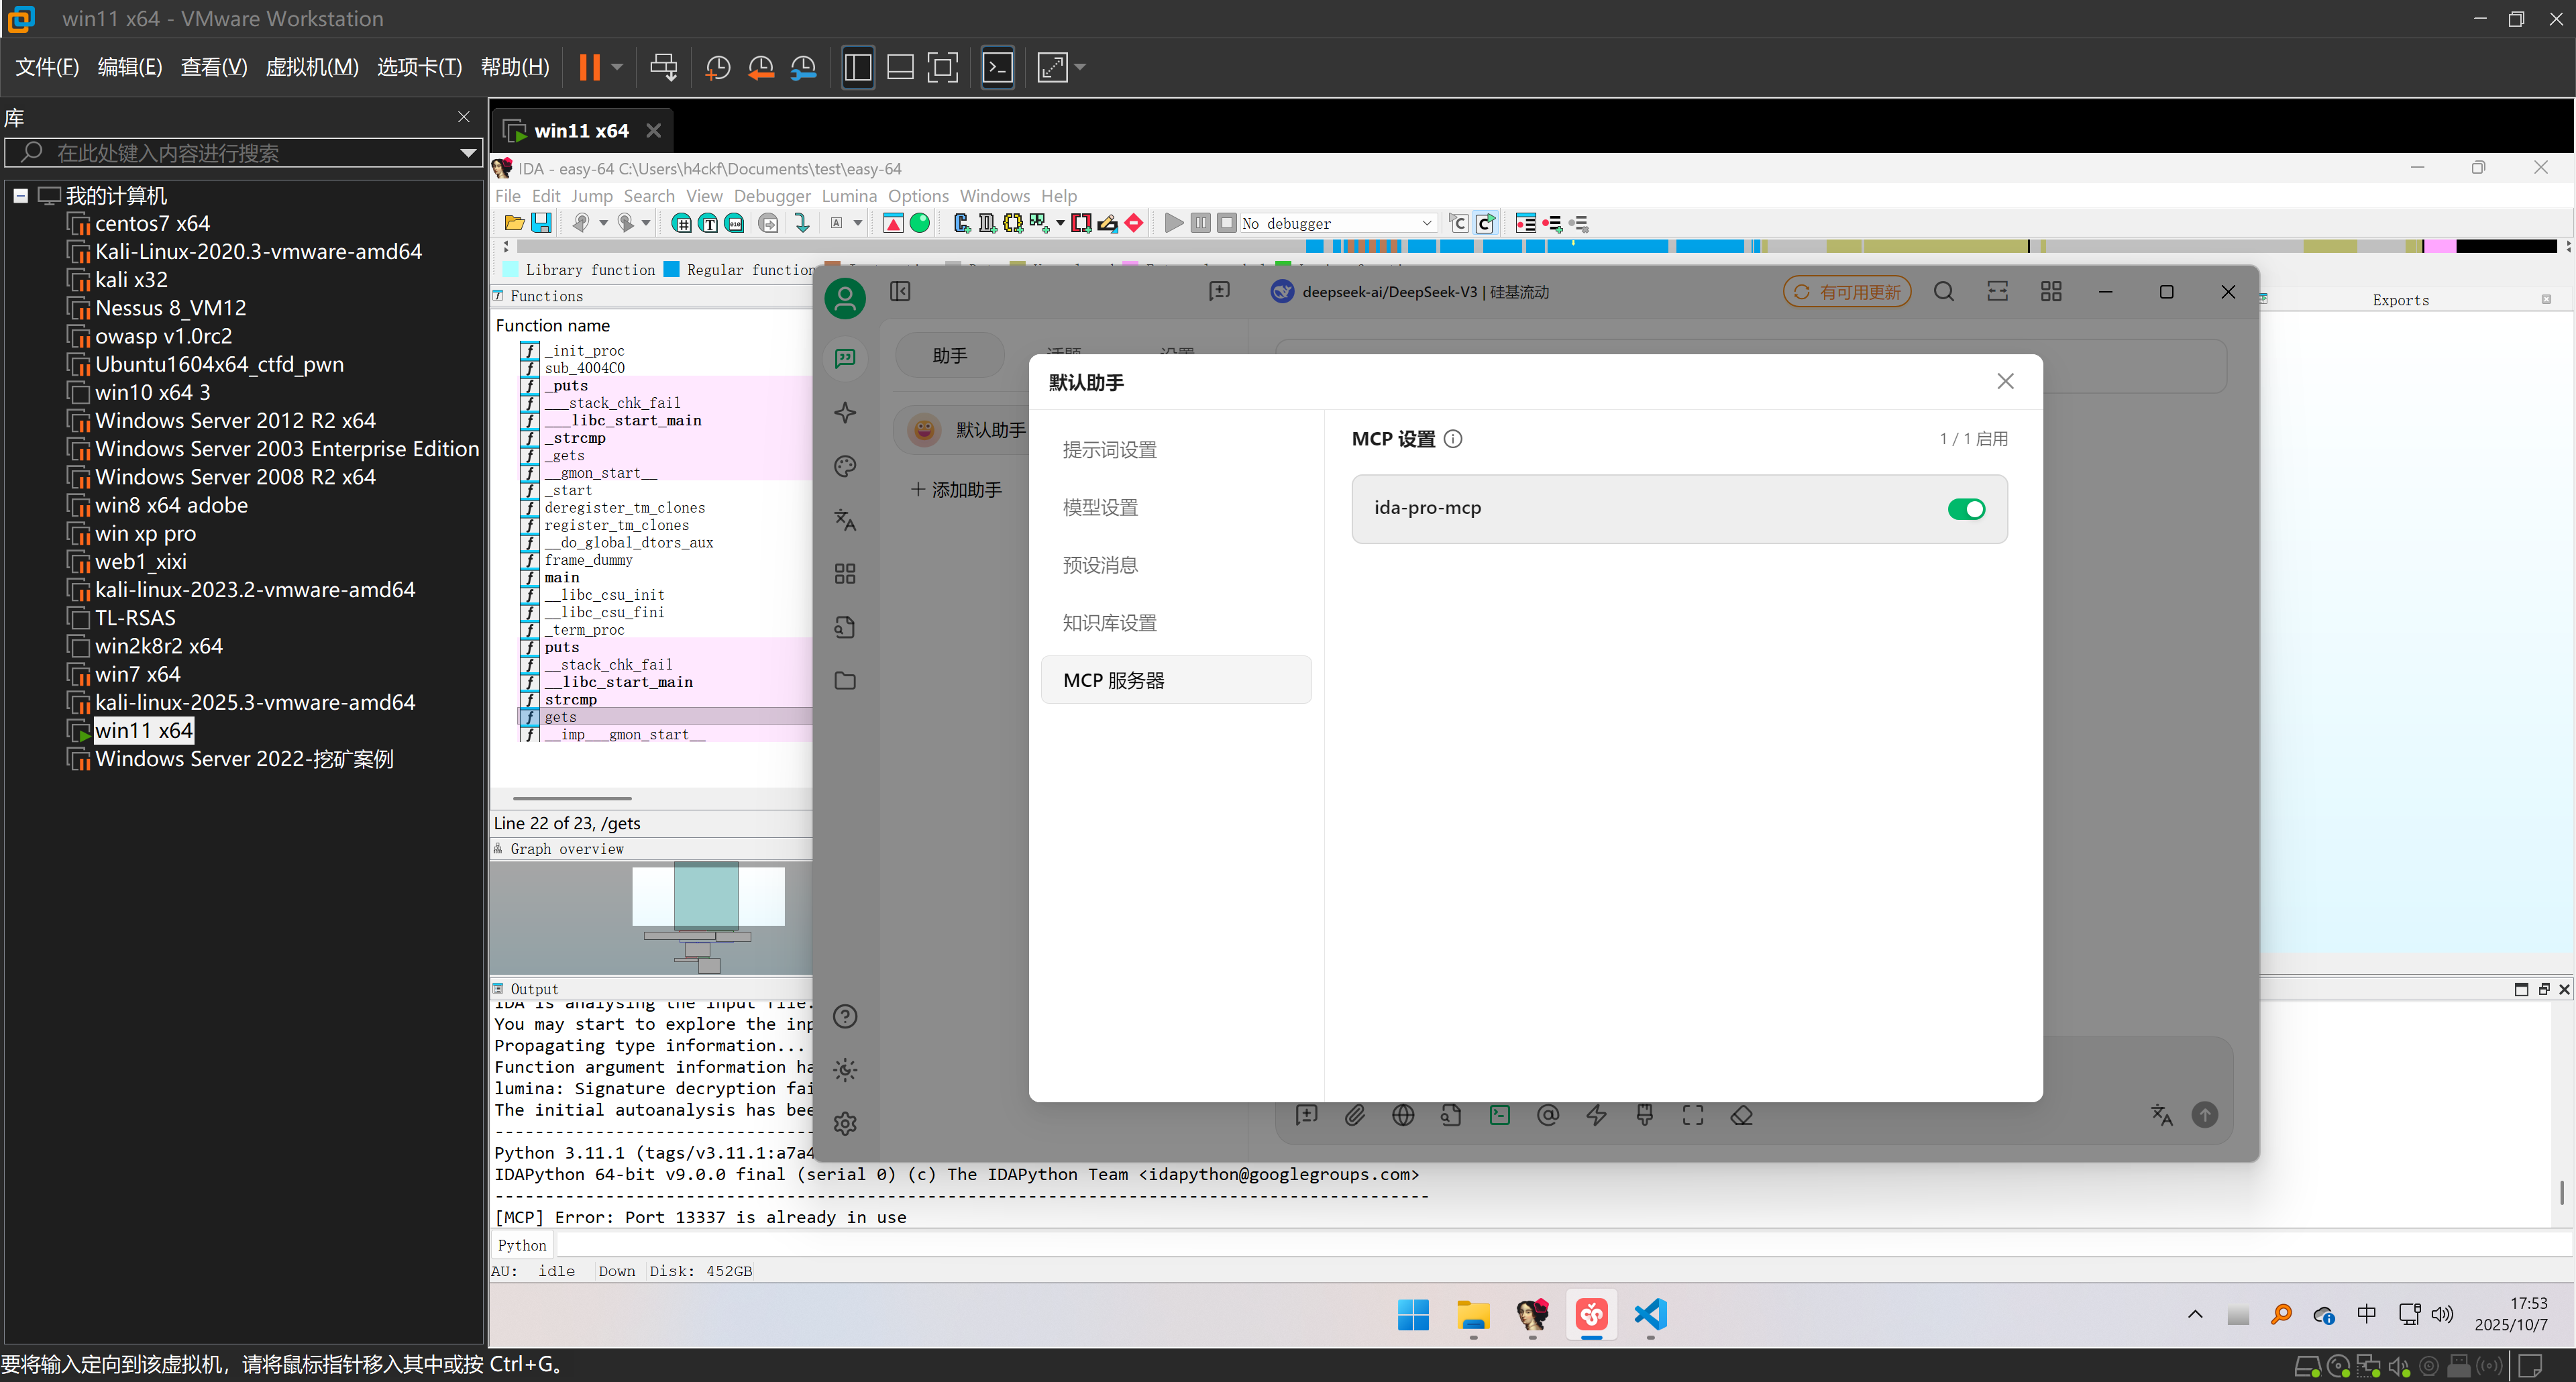 win11 x64 - VMware Workstation
文件(F) 编辑(E) 查看(V) 虚拟机(M) 选项卡(T) 帮助(H)
库
在此处键入内容进行搜索
我的计算机
centos7 x64
Kali-Linux-2020.3-vmware-amd64
kali x32
Nessus 8_VM12
owasp v1.0rc2
Ubuntu1604x64_ctfd_pwn
win10 x64 3
Windows Server 2012 R2 x64
Windows Server 2003 Enterprise Edition
Windows Server 2008 R2 x64
win8 x64 adobe
win xp pro
web1_xixi
kali-linux-2023.2-vmware-amd64
TL-RSAS
win2k8r2 x64
win7 x64
kali-linux-2025.3-vmware-amd64
win11 x64
Windows Server 2022-挖矿案例
win11 x64
IDA - easy-64 C:\Users\h4ckf\Documents\test\easy-64
File Edit Jump Search View Debugger Lumina Options Windows Help
No debugger
Library function Regular function
Functions
Function name
_init_proc
sub_4004C0
_puts
___stack_chk_fail
___libc_start_main
_strcmp
_gets
__gmon_start__
_start
deregister_tm_clones
register_tm_clones
__do_global_dtors_aux
frame_dummy
main
__libc_csu_init
__libc_csu_fini
_term_proc
puts
__stack_chk_fail
__libc_start_main
strcmp
gets
__imp___gmon_start__
Line 22 of 23, /gets
Graph overview
Exports
deepseek-ai/DeepSeek-V3 | 硅基流动
有可用更新
助手 话题 设置
默认助手
添加助手
默认助手
提示词设置
模型设置
预设消息
知识库设置
MCP 服务器
MCP 设置
1 / 1 启用
ida-pro-mcp
Output
IDA is analysing the input file.
You may start to explore the inp
Propagating type information...
Function argument information ha
lumina: Signature decryption fai
The initial autoanalysis has bee
Python 3.11.1 (tags/v3.11.1:a7a4
IDAPython 64-bit v9.0.0 final (serial 0) (c) The IDAPython Team <idapython@googlegroups.com>
[MCP] Error: Port 13337 is already in use
Python
AU: idle Down Disk: 452GB
中
17:53
2025/10/7
要将输入定向到该虚拟机，请将鼠标指针移入其中或按 Ctrl+G。